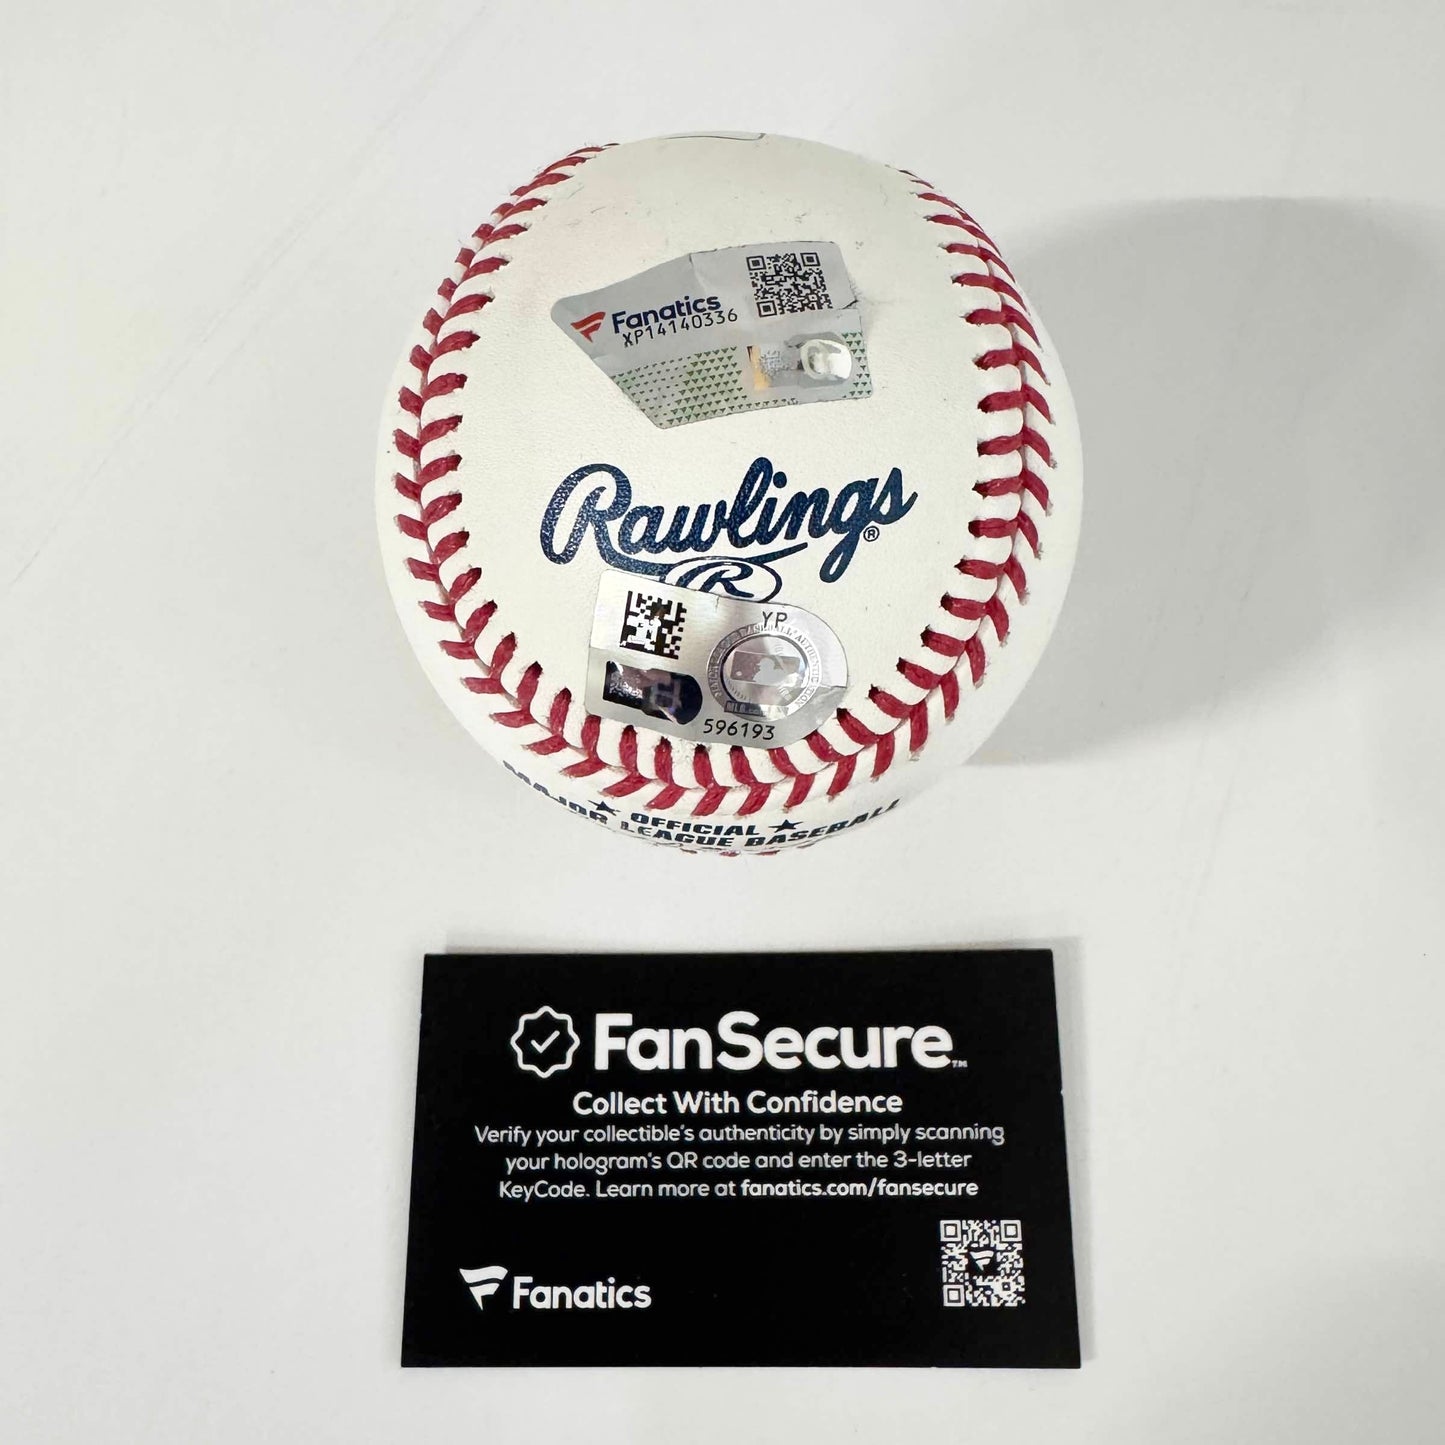 Fanatics
XP14140336
Rawlings®
R
YP
596193
OFFICIAL
MAJOR LEAGUE BASEBALL
FanSecure™
Collect With Confidence
Verify your collectible's authenticity by simply scanning
your hologram's QR code and enter the 3-letter
KeyCode. Learn more at fanatics.com/fansecure
Fanatics